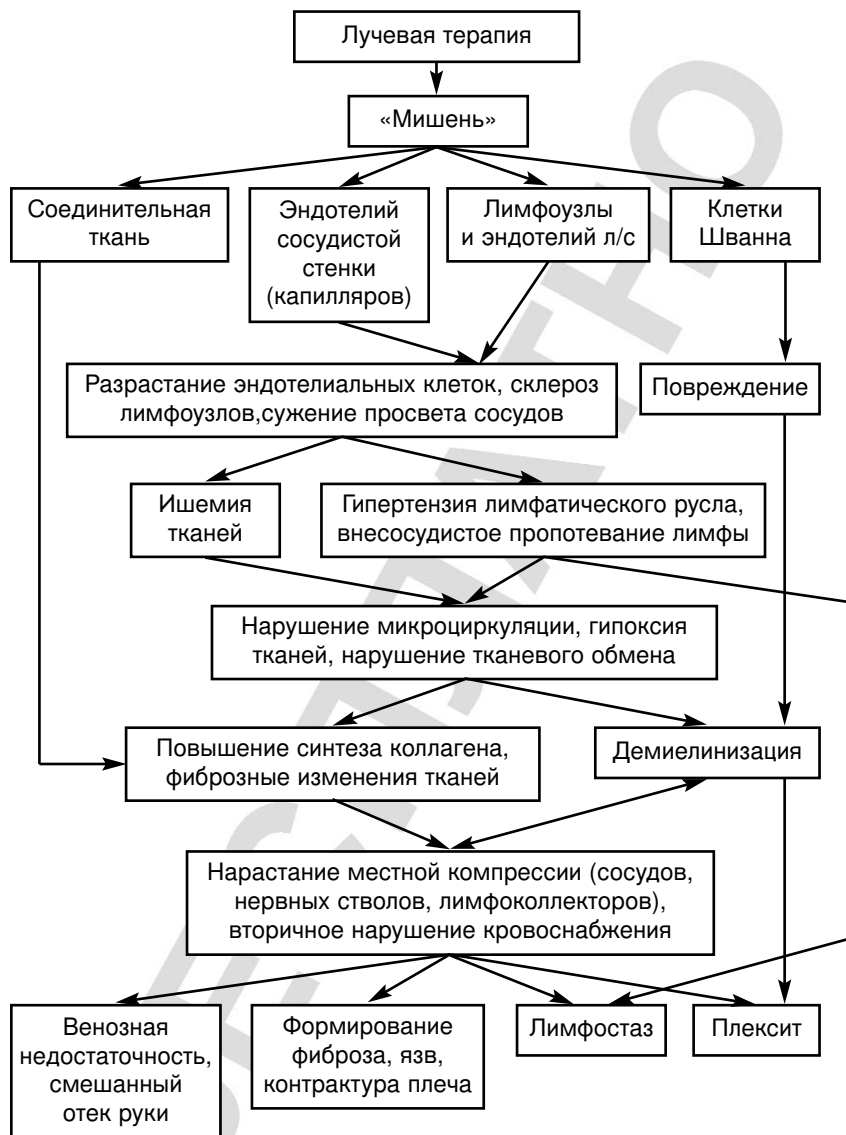 Лучевая терапия
«Мишень»
Соединительная
ткань
Эндотелий
сосудистой
стенки
(капилляров)
Лимфоузлы
и эндотелий л/с
Клетки
Шванна
Разрастание эндотелиальных клеток, склероз
лимфоузлов,сужение просвета сосудов
Повреждение
Ишемия
тканей
Гипертензия лимфатического русла,
внесосудистое пропотевание лимфы
Нарушение микроциркуляции, гипоксия
тканей, нарушение тканевого обмена
Повышение синтеза коллагена,
фиброзные изменения тканей
Демиелинизация
Нарастание местной компрессии (сосудов,
нервных стволов, лимфоколлекторов),
вторичное нарушение кровоснабжения
Венозная
недостаточность,
смешанный
отек руки
Формирование
фиброза, язв,
контрактура плеча
Лимфостаз
Плексит